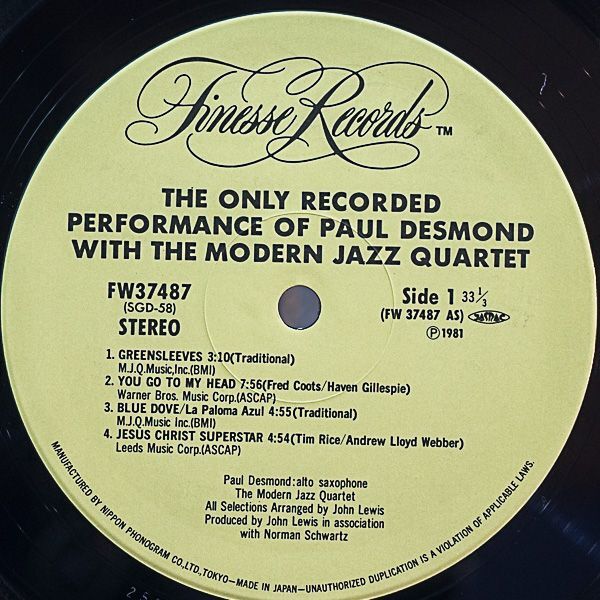 Finesse Records TM
THE ONLY RECORDED
PERFORMANCE OF PAUL DESMOND
WITH THE MODERN JAZZ QUARTET
FW37487
(SGD-58)
STEREO
Side 1 33 1/3
(FW 37487 AS) JASRAC
Ⓟ1981
1. GREENSLEEVES 3:10(Traditional)
M.J.Q.Music,Inc.(BMI)
2. YOU GO TO MY HEAD 7:56(Fred Coots/Haven Gillespie)
Warner Bros. Music Corp.(ASCAP)
3. BLUE DOVE/La Paloma Azul 4:55(Traditional)
M.J.Q.Music Inc.(BMI)
4. JESUS CHRIST SUPERSTAR 4:54(Tim Rice/Andrew Lloyd Webber)
Leeds Music Corp.(ASCAP)
Paul Desmond:alto saxophone
The Modern Jazz Quartet
All Selections Arranged by John Lewis
Produced by John Lewis in association
with Norman Schwartz
MANUFACTURED BY NIPPON PHONOGRAM CO.,LTD.,TOKYO—MADE IN JAPAN—UNAUTHORIZED DUPLICATION IS A VIOLATION OF APPLICABLE LAWS.